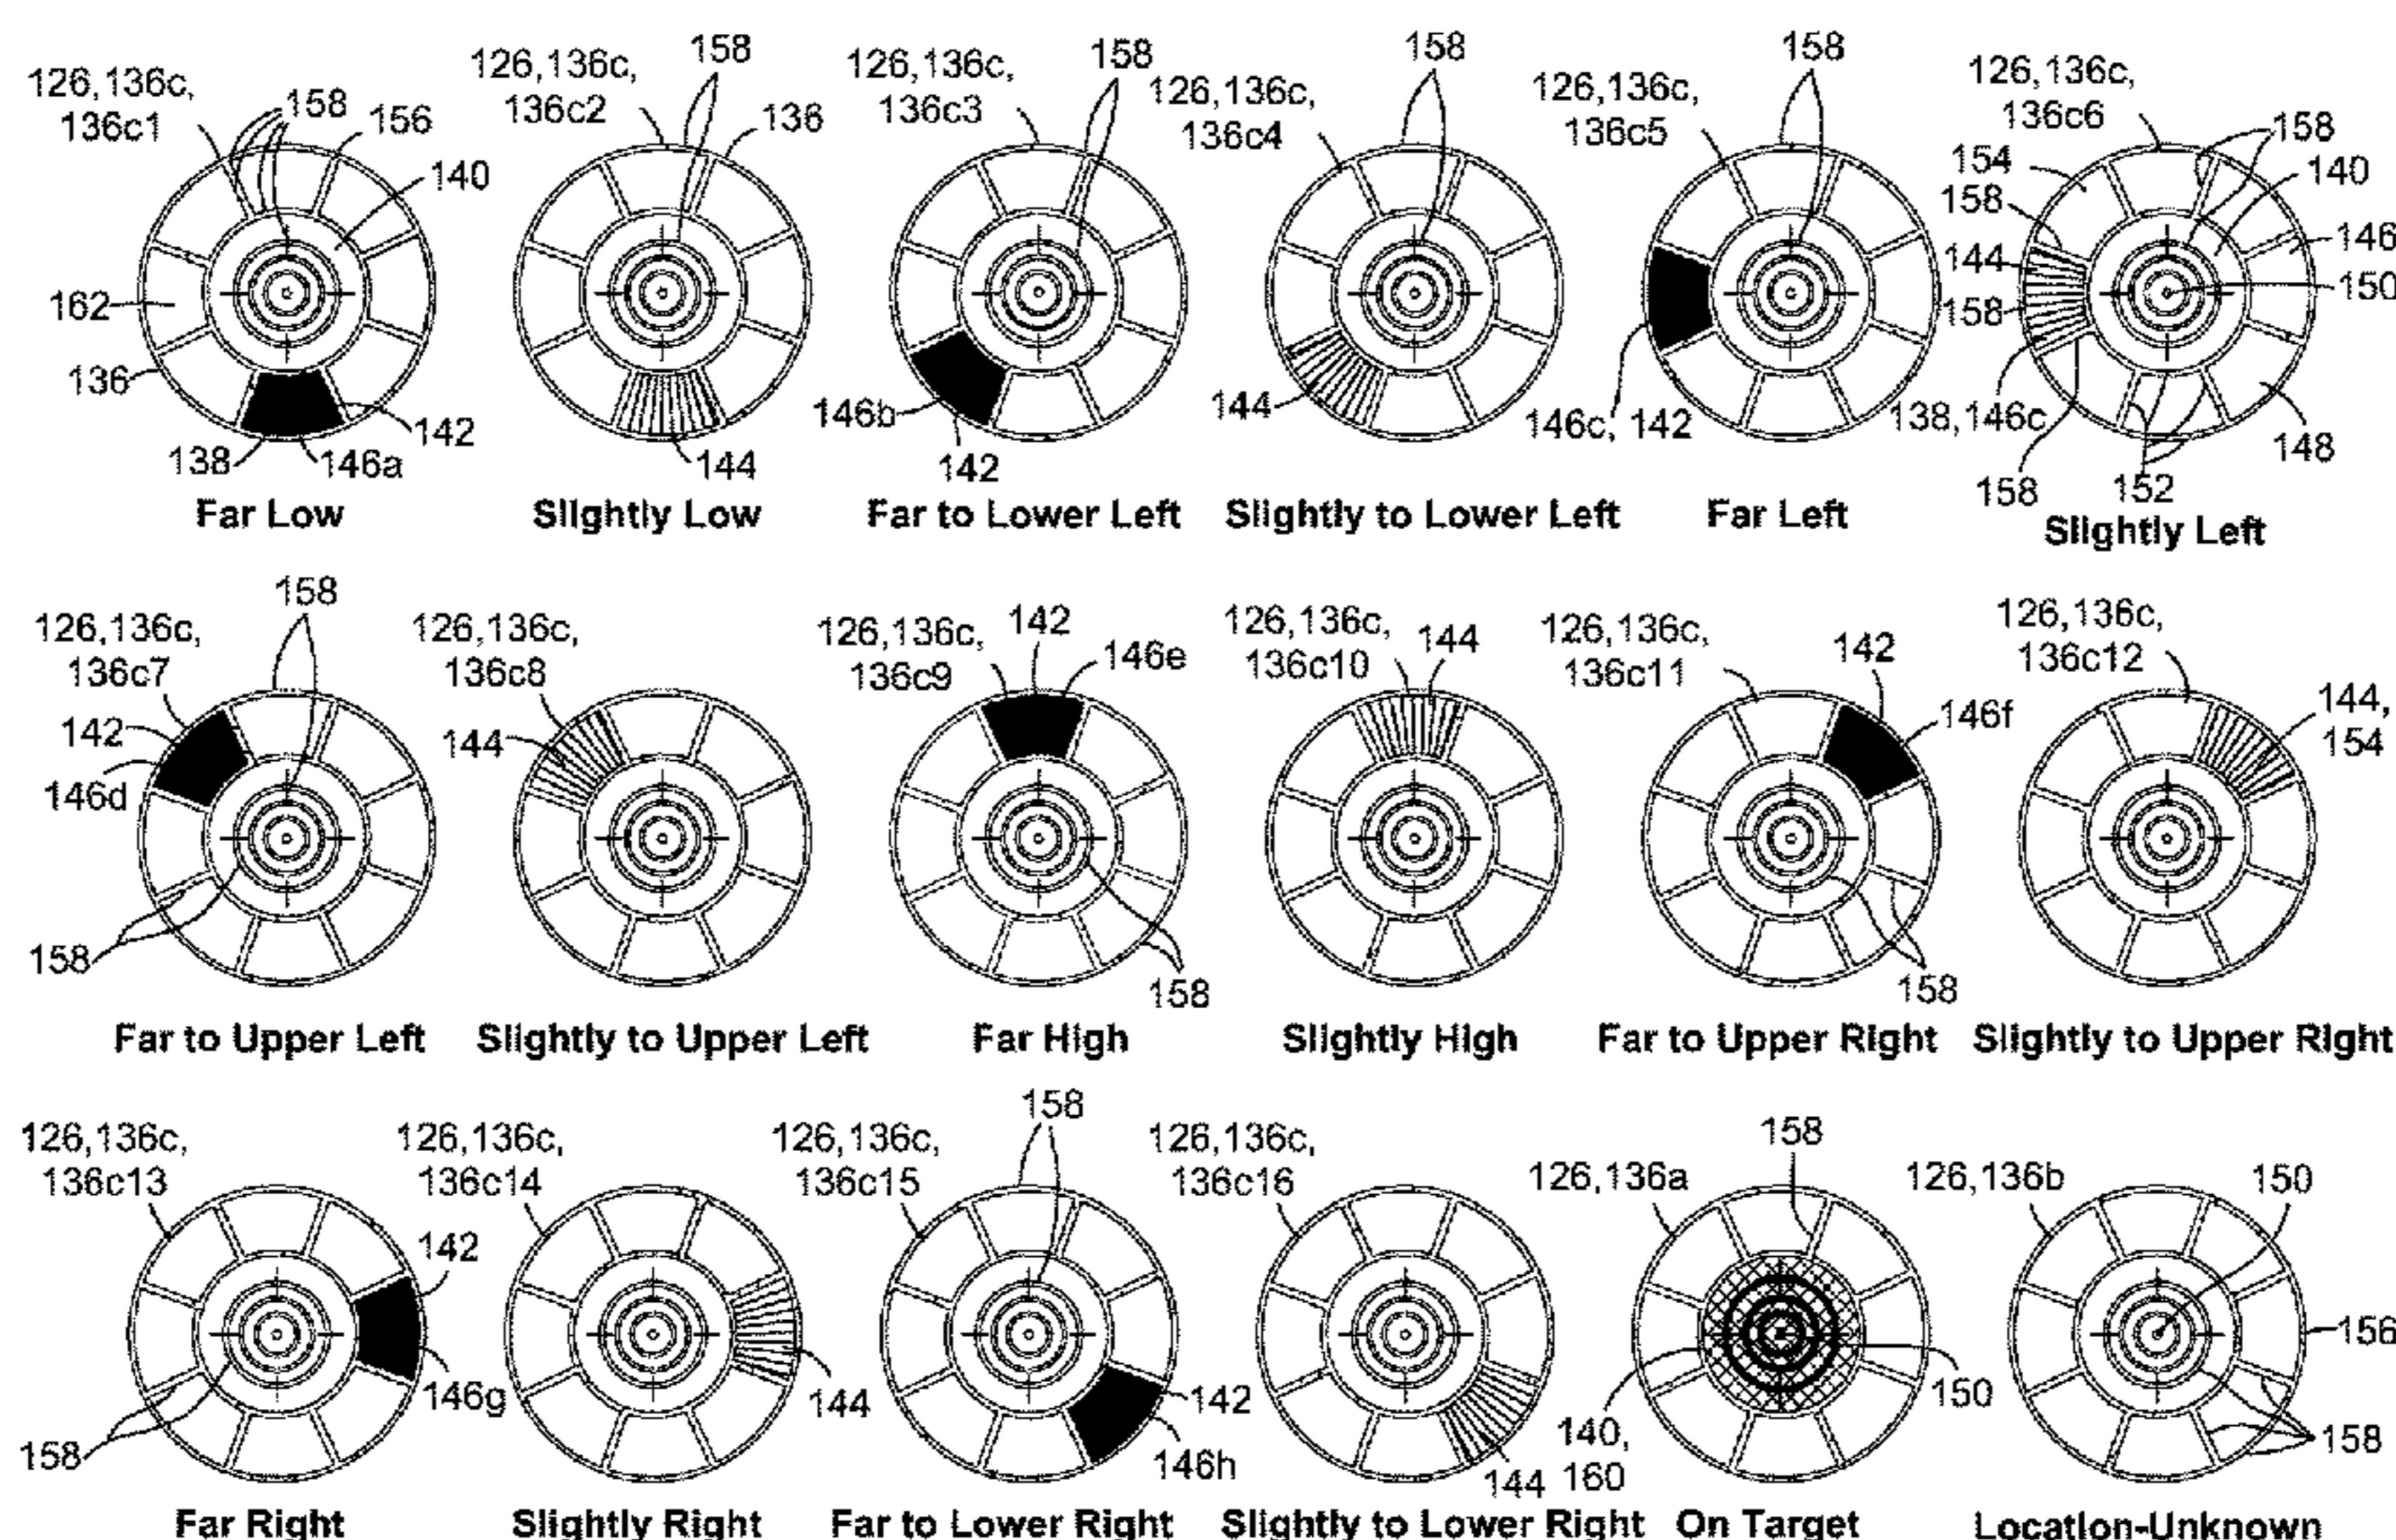 126,136c,
136c1
158
156
140
162
136
138
146a
142
Far Low
126,136c,
136c2
158
136
144
Slightly Low
126,136c,
136c3
158
146b
142
Far to Lower Left
126,136c,
136c4
158
144
Slightly to Lower Left
126,136c,
136c5
158
146c, 142
Far Left
126,136c,
136c6
158
154
140
158
146
144
150
158
138,146c
148
158
152
Slightly Left
126,136c,
136c7
158
142
146d
158
Far to Upper Left
126,136c,
136c8
144
Slightly to Upper Left
126,136c,
136c9
142
146e
158
Far High
126,136c,
136c10
144
Slightly High
126,136c,
136c11
142
146f
158
Far to Upper Right
126,136c,
136c12
144,
154
Slightly to Upper Right
126,136c,
136c13
142
146g
158
Far Right
126,136c,
136c14
144
Slightly Right
126,136c,
136c15
158
142
146h
Far to Lower Right
126,136c,
136c16
144
Slightly to Lower Right
126,136a
158
150
140,
160
On Target
126,136b
150
156
158
Location-Unknown